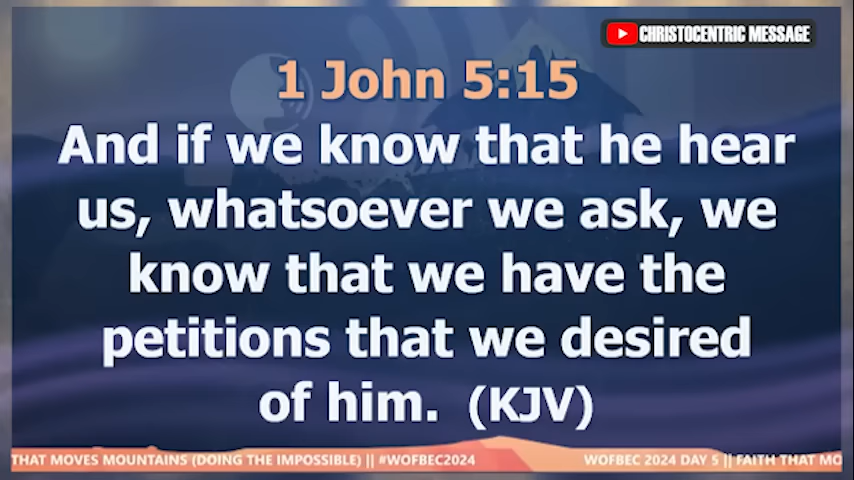 CHRISTOCENTRIC MESSAGE
1 John 5:15
And if we know that he hear
us, whatsoever we ask, we
know that we have the
petitions that we desired
of him. (KJV)
THAT MOVES MOUNTAINS (DOING THE IMPOSSIBLE) || #WOFBEC2024 WOFBEC 2024 DAY 5 || FAITH THAT MO